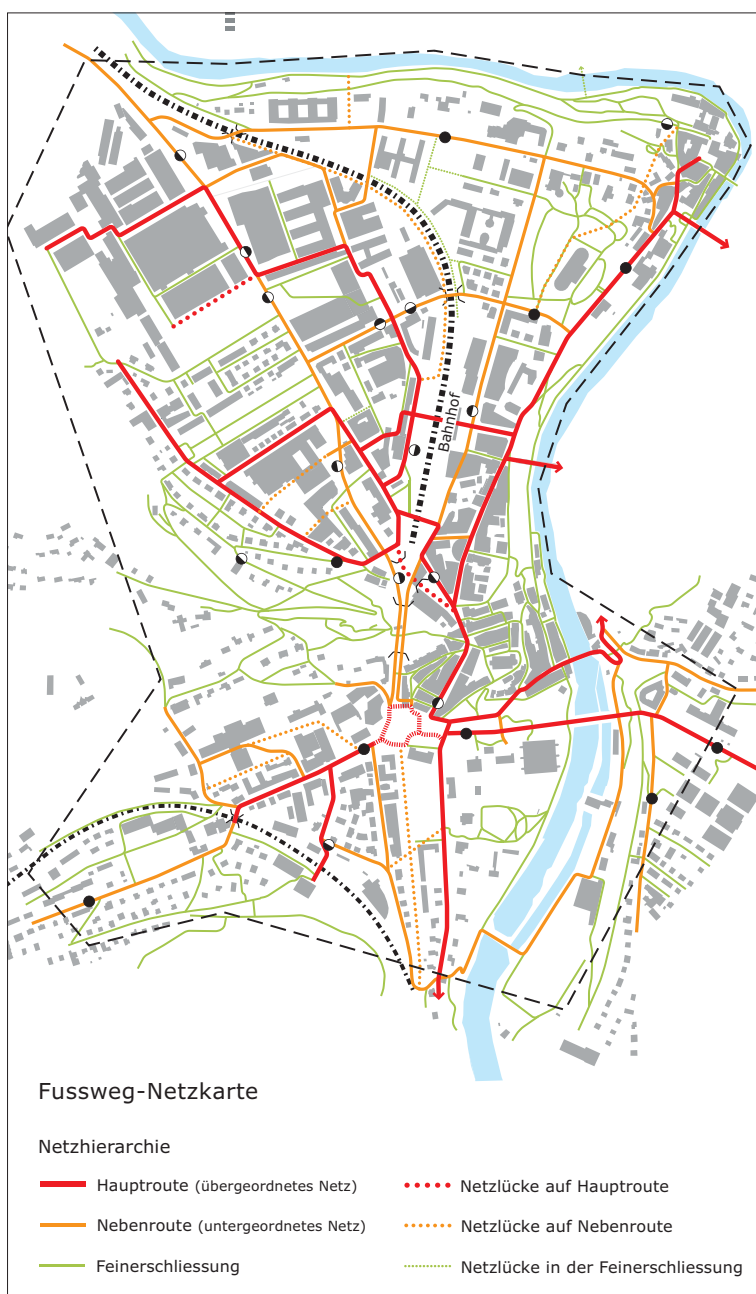 Bahnhof
Fussweg-Netzkarte
Netzhierarchie
Hauptroute (übergeordnetes Netz)
Netzlücke auf Hauptroute
Nebenroute (untergeordnetes Netz)
Netzlücke auf Nebenroute
Feinerschliessung
Netzlücke in der Feinerschliessung